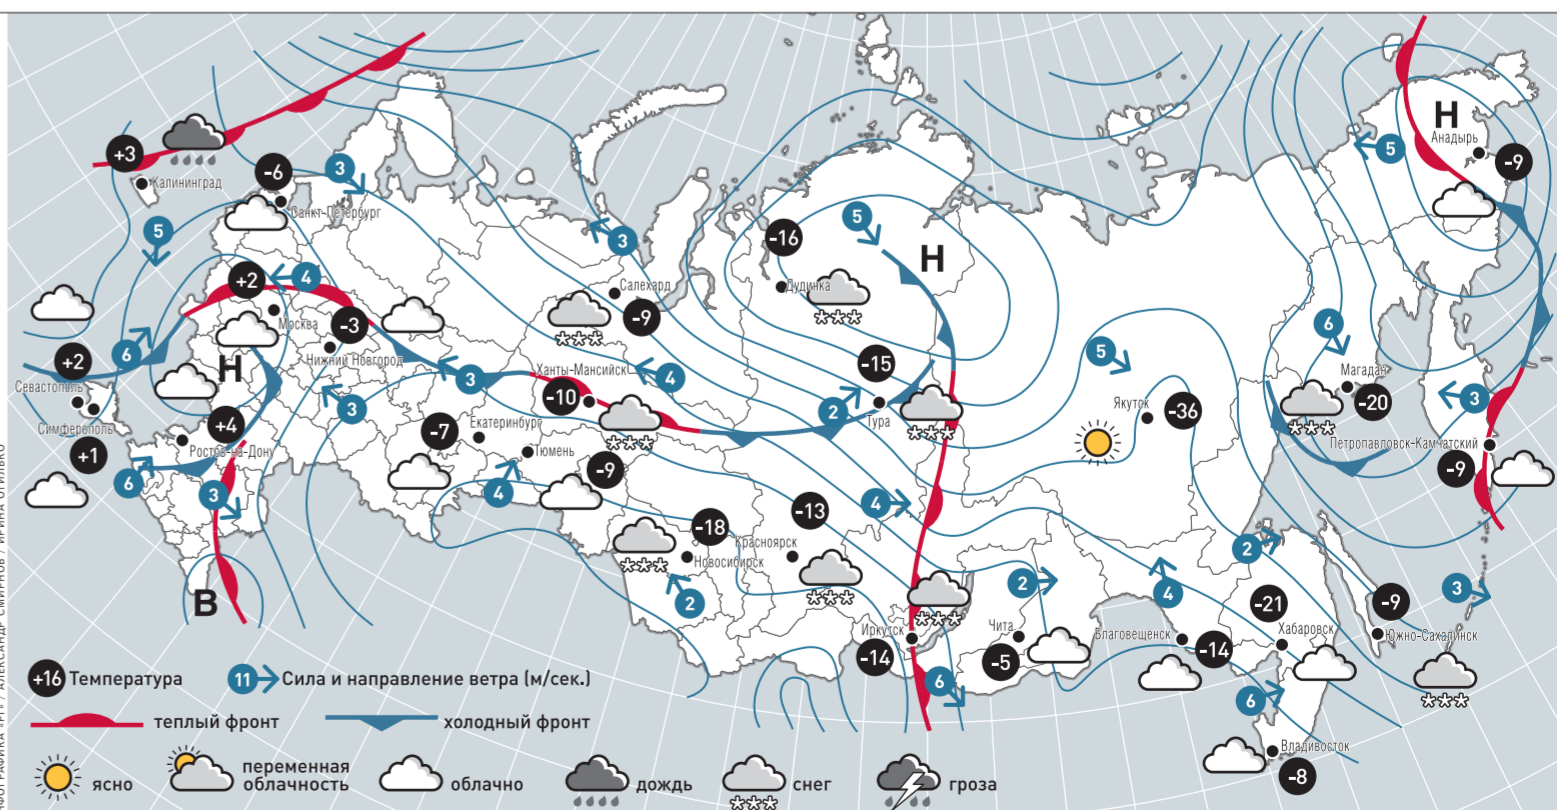 Н
Анадырь
-9
5
+3
Калининград
-6
3
Санкт-Петербург
5
3
-16
5
Н
Дудинка
+2
4
Москва
-3
Нижний Новгород
Салехард
-9
6
+2
Севастополь
Н
3
3
Ханты-Мансийск
-10
4
-15
2
Тура
5
Якутск
-36
6
Магадан
-20
3
Петропавловск-Камчатский
-9
Симферополь
+1
+4
Ростов-на-Дону
6
3
-7
Екатеринбург
Тюмень
4
-9
-18
Новосибирск
2
-13
Красноярск
4
В
Иркутск
-14
6
2
Чита
-5
4
Благовещенск
-14
2
-21
Хабаровск
-9
Южно-Сахалинск
3
6
Владивосток
-8
+16 Температура
11 Сила и направление ветра (м/сек.)
теплый фронт
холодный фронт
ясно
переменная
облачность
облачно
дождь
снег
гроза